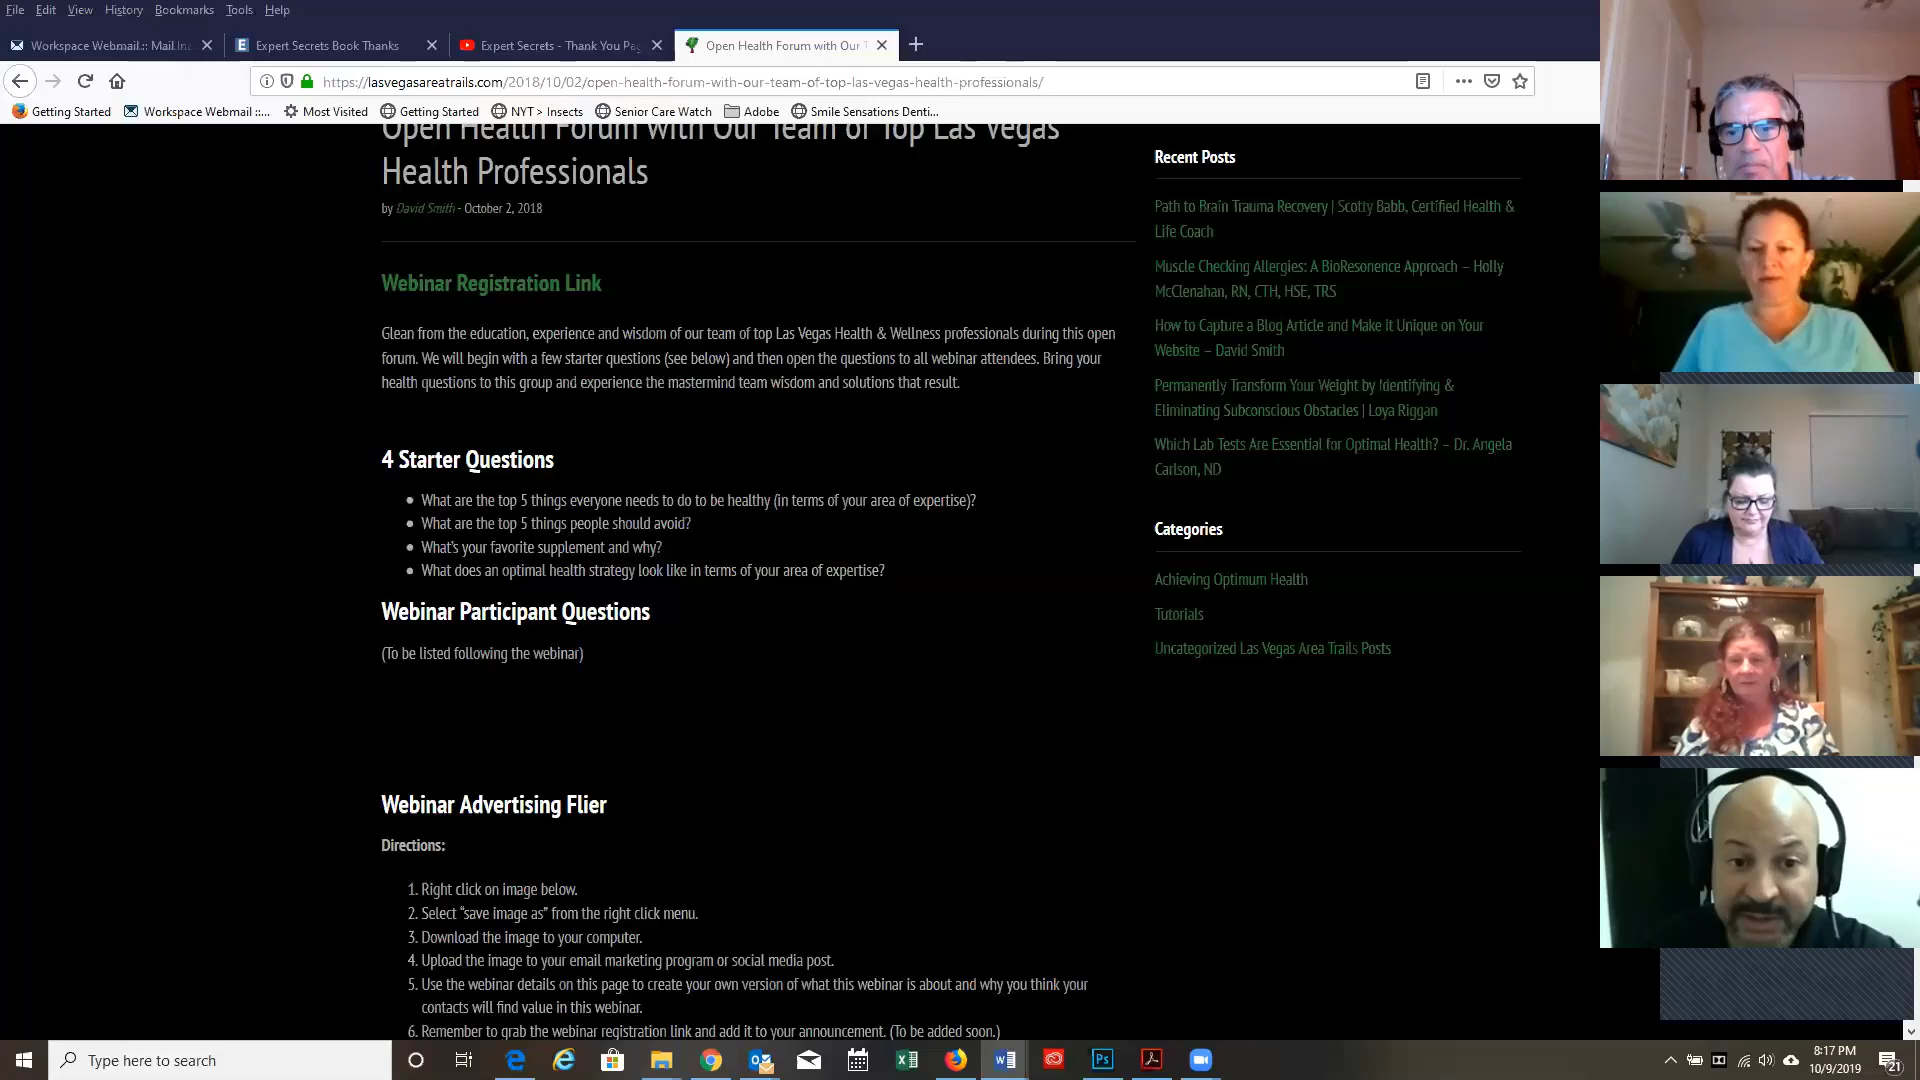 File Edit View History Bookmarks Tools Help
Workspace Webmail :: Mail In
Expert Secrets Book Thanks
Expert Secrets - Thank You Pa
Open Health Forum with Our T
https://lasvegasareatrails.com/2018/10/02/open-health-forum-with-our-team-of-top-las-vegas-health-professionals/
Getting Started Workspace Webmail ::... Most Visited Getting Started NYT > Insects Senior Care Watch Adobe Smile Sensations Denti...
Open Health Forum with Our Team of Top Las Vegas
Health Professionals
by David Smith - October 2, 2018
Webinar Registration Link
Glean from the education, experience and wisdom of our team of top Las Vegas Health & Wellness professionals during this open
forum. We will begin with a few starter questions (see below) and then open the questions to all webinar attendees. Bring your
health questions to this group and experience the mastermind team wisdom and solutions that result.
4 Starter Questions
What are the top 5 things everyone needs to do to be healthy (in terms of your area of expertise)?
What are the top 5 things people should avoid?
What's your favorite supplement and why?
What does an optimal health strategy look like in terms of your area of expertise?
Webinar Participant Questions
(To be listed following the webinar)
Webinar Advertising Flier
Directions:
1. Right click on image below.
2. Select “save image as” from the right click menu.
3. Download the image to your computer.
4. Upload the image to your email marketing program or social media post.
5. Use the webinar details on this page to create your own version of what this webinar is about and why you think your
contacts will find value in this webinar.
6. Remember to grab the webinar registration link and add it to your announcement. (To be added soon.)
Recent Posts
Path to Brain Trauma Recovery | Scotty Babb, Certified Health &
Life Coach
Muscle Checking Allergies: A BioResonence Approach – Holly
McClenahan, RN, CTH, HSE, TRS
How to Capture a Blog Article and Make it Unique on Your
Website – David Smith
Permanently Transform Your Weight by Identifying &
Eliminating Subconscious Obstacles | Loya Riggan
Which Lab Tests Are Essential for Optimal Health? – Dr. Angela
Carlson, ND
Categories
Achieving Optimum Health
Tutorials
Uncategorized Las Vegas Area Trails Posts
Type here to search
8:17 PM
10/9/2019
21